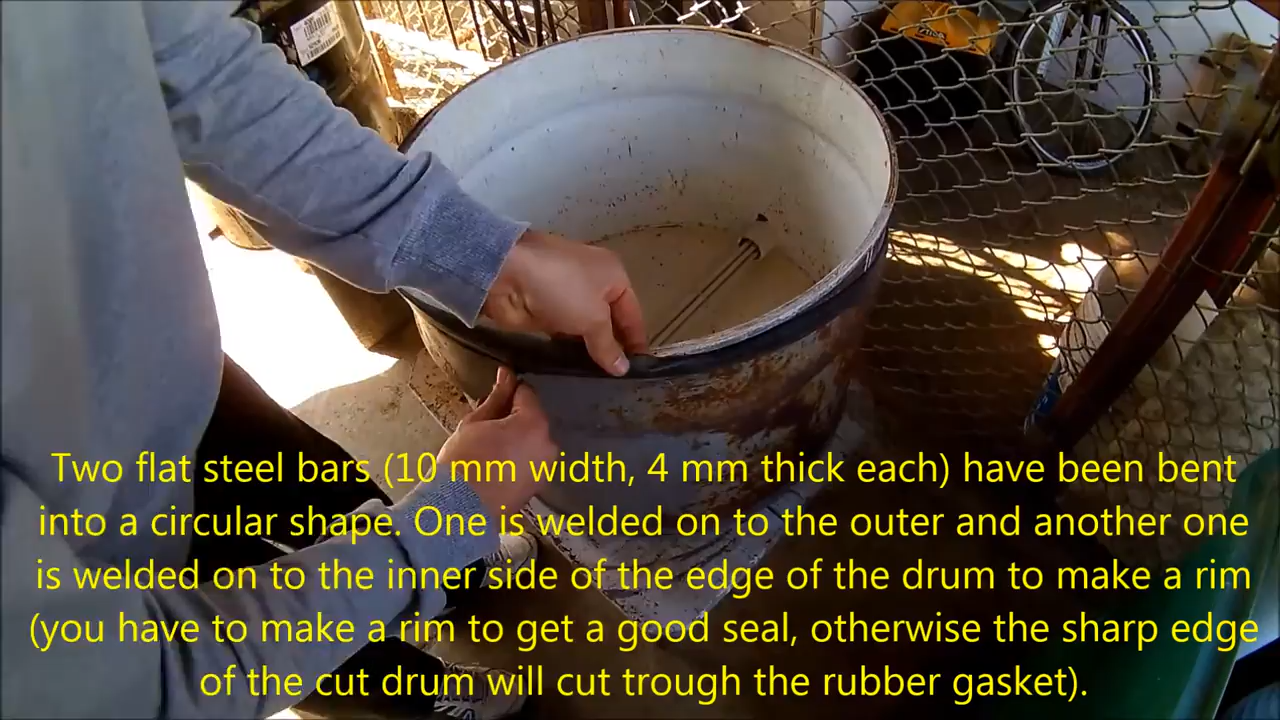 Two flat steel bars (10 mm width, 4 mm thick each) have been bent
into a circular shape. One is welded on to the outer and another one
is welded on to the inner side of the edge of the drum to make a rim
(you have to make a rim to get a good seal, otherwise the sharp edge
of the cut drum will cut trough the rubber gasket).